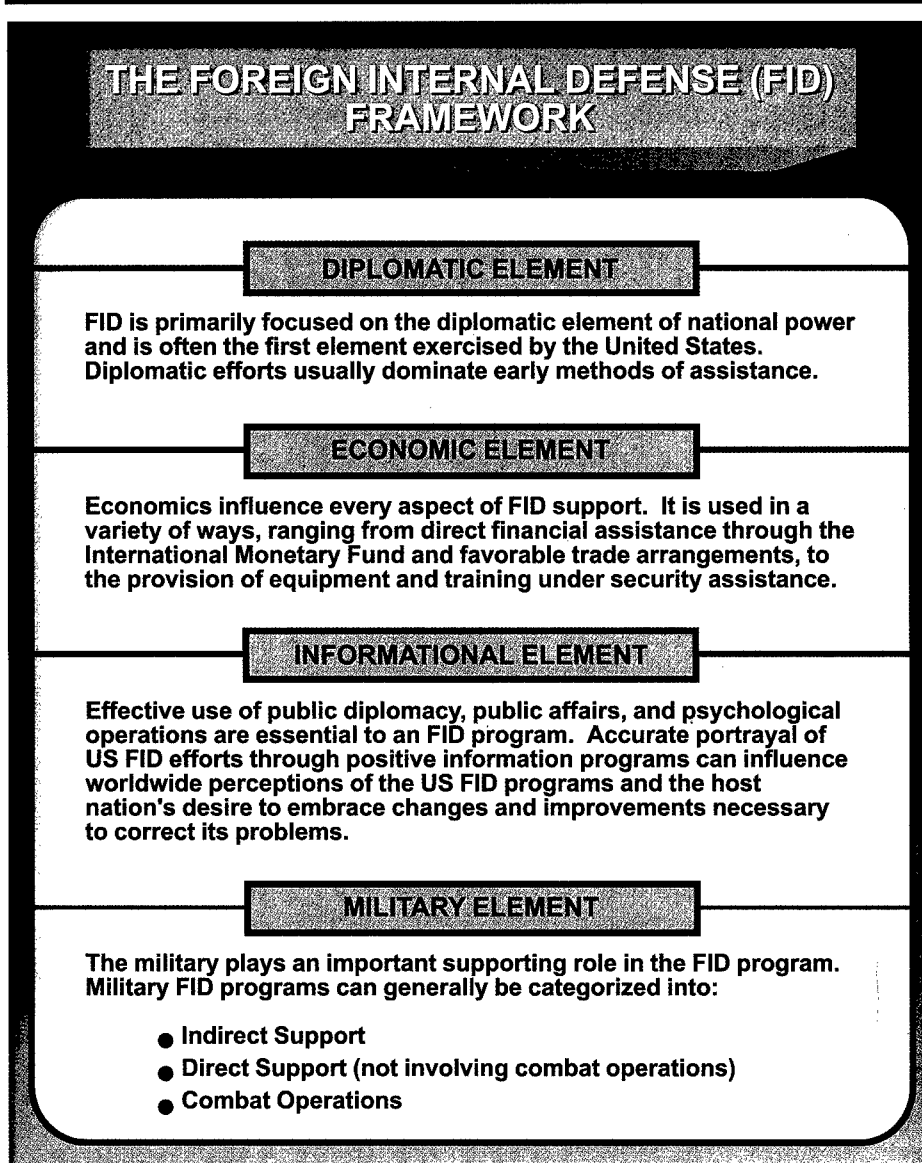 THE FOREIGN INTERNAL DEFENSE (FID)
FRAMEWORK
DIPLOMATIC ELEMENT
FID is primarily focused on the diplomatic element of national power
and is often the first element exercised by the United States.
Diplomatic efforts usually dominate early methods of assistance.
ECONOMIC ELEMENT
Economics influence every aspect of FID support. It is used in a
variety of ways, ranging from direct financial assistance through the
International Monetary Fund and favorable trade arrangements, to
the provision of equipment and training under security assistance.
INFORMATIONAL ELEMENT
Effective use of public diplomacy, public affairs, and psychological
operations are essential to an FID program. Accurate portrayal of
US FID efforts through positive information programs can influence
worldwide perceptions of the US FID programs and the host
nation's desire to embrace changes and improvements necessary
to correct its problems.
MILITARY ELEMENT
The military plays an important supporting role in the FID program.
Military FID programs can generally be categorized into:
● Indirect Support
● Direct Support (not involving combat operations)
● Combat Operations